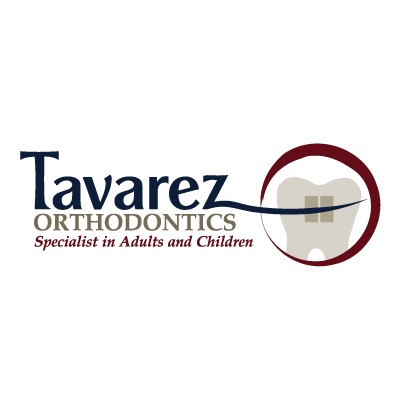 Tavarez
ORTHODONTICS
Specialist in Adults and Children